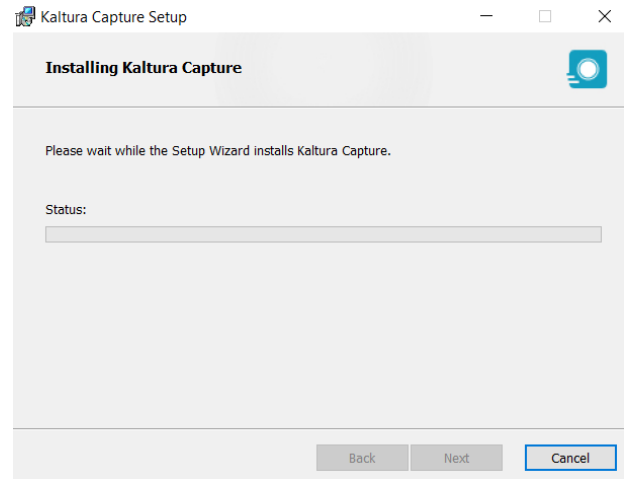 Kaltura Capture Setup
Installing Kaltura Capture
Please wait while the Setup Wizard installs Kaltura Capture.
Status:
Back
Next
Cancel